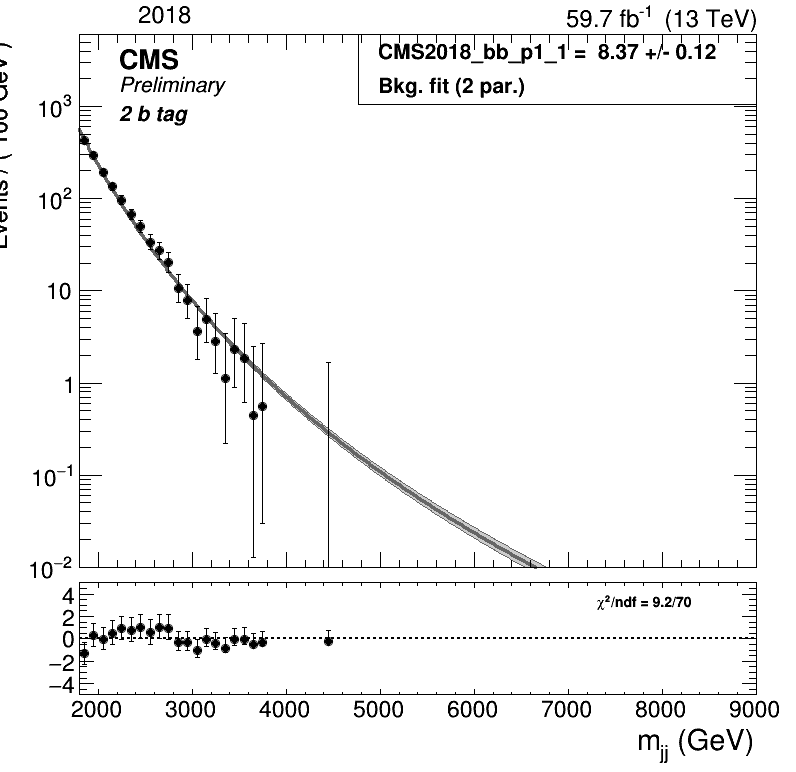 2018
59.7 fb⁻¹ (13 TeV)
CMS
Preliminary
2 b tag
CMS2018_bb_p1_1 = 8.37 +/- 0.12
Bkg. fit (2 par.)
10³
10²
10
1
10⁻¹
10⁻²
Events /
χ²/ndf = 9.2/70
4
2
0
−2
−4
2000 3000 4000 5000 6000 7000 8000 9000
m_jj (GeV)